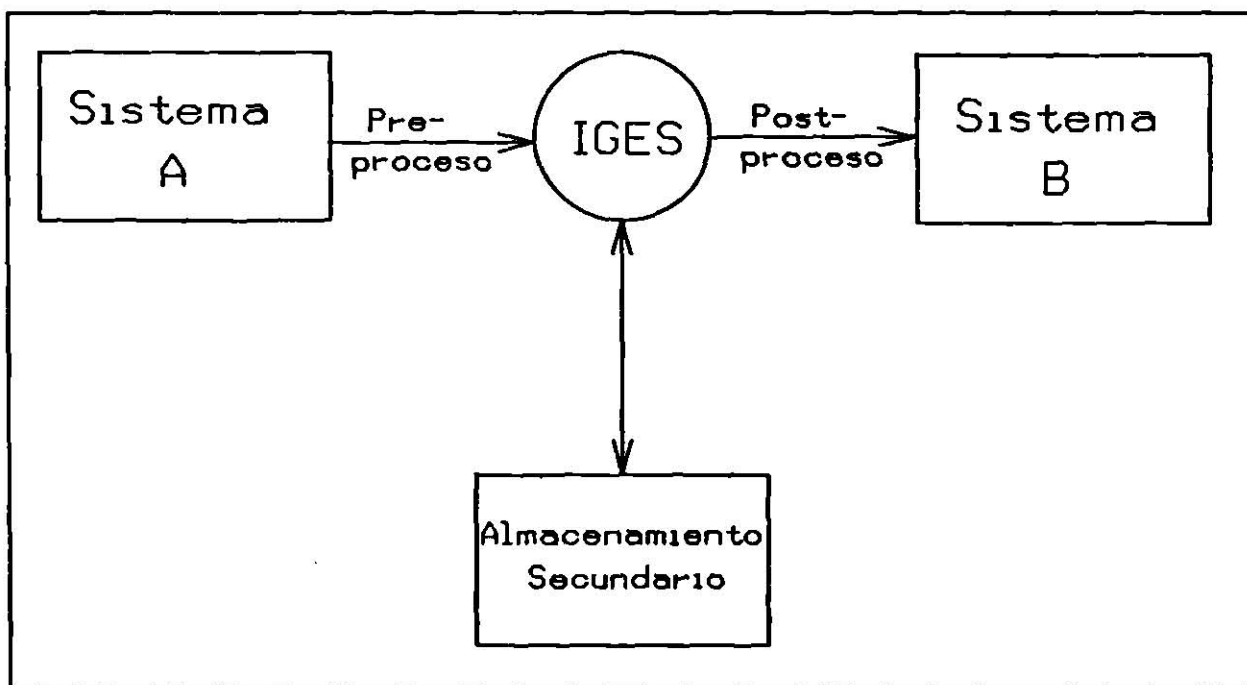 Sistema
A
Pre-
proceso
IGES
Post-
proceso
Sistema
B
Almacenamiento
Secundario